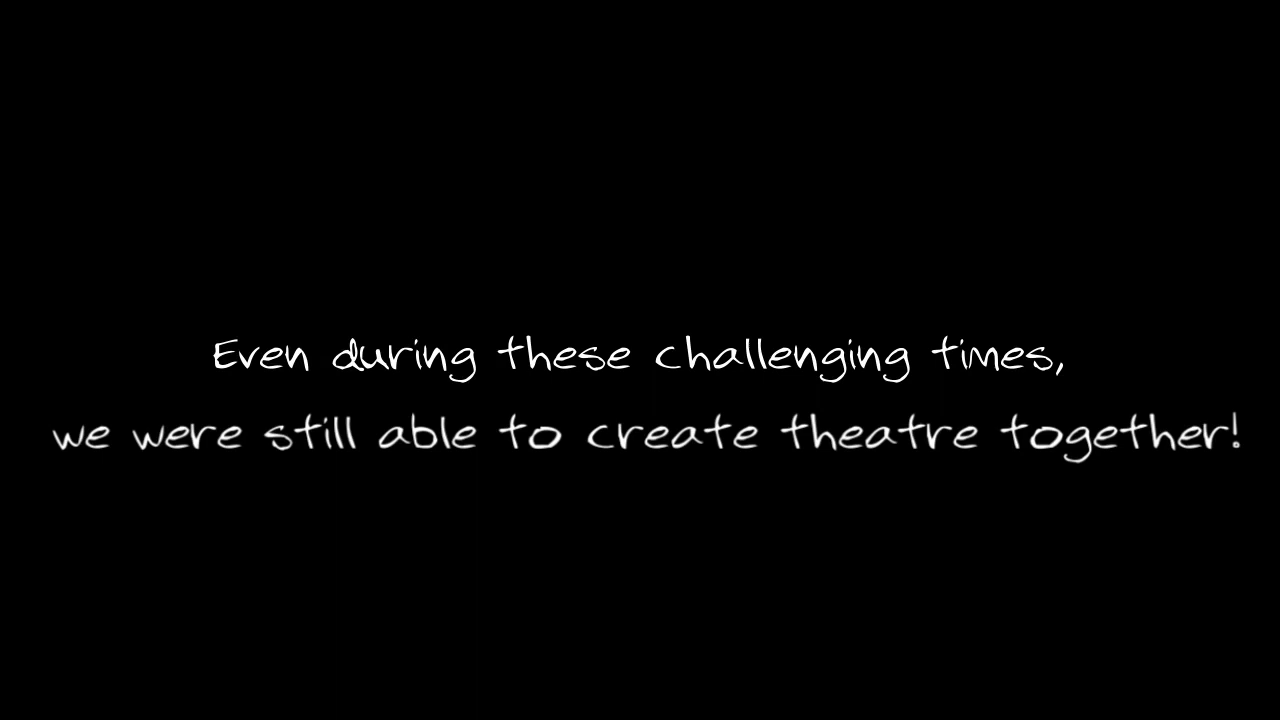 Even during these challenging times,
we were still able to create theatre together!